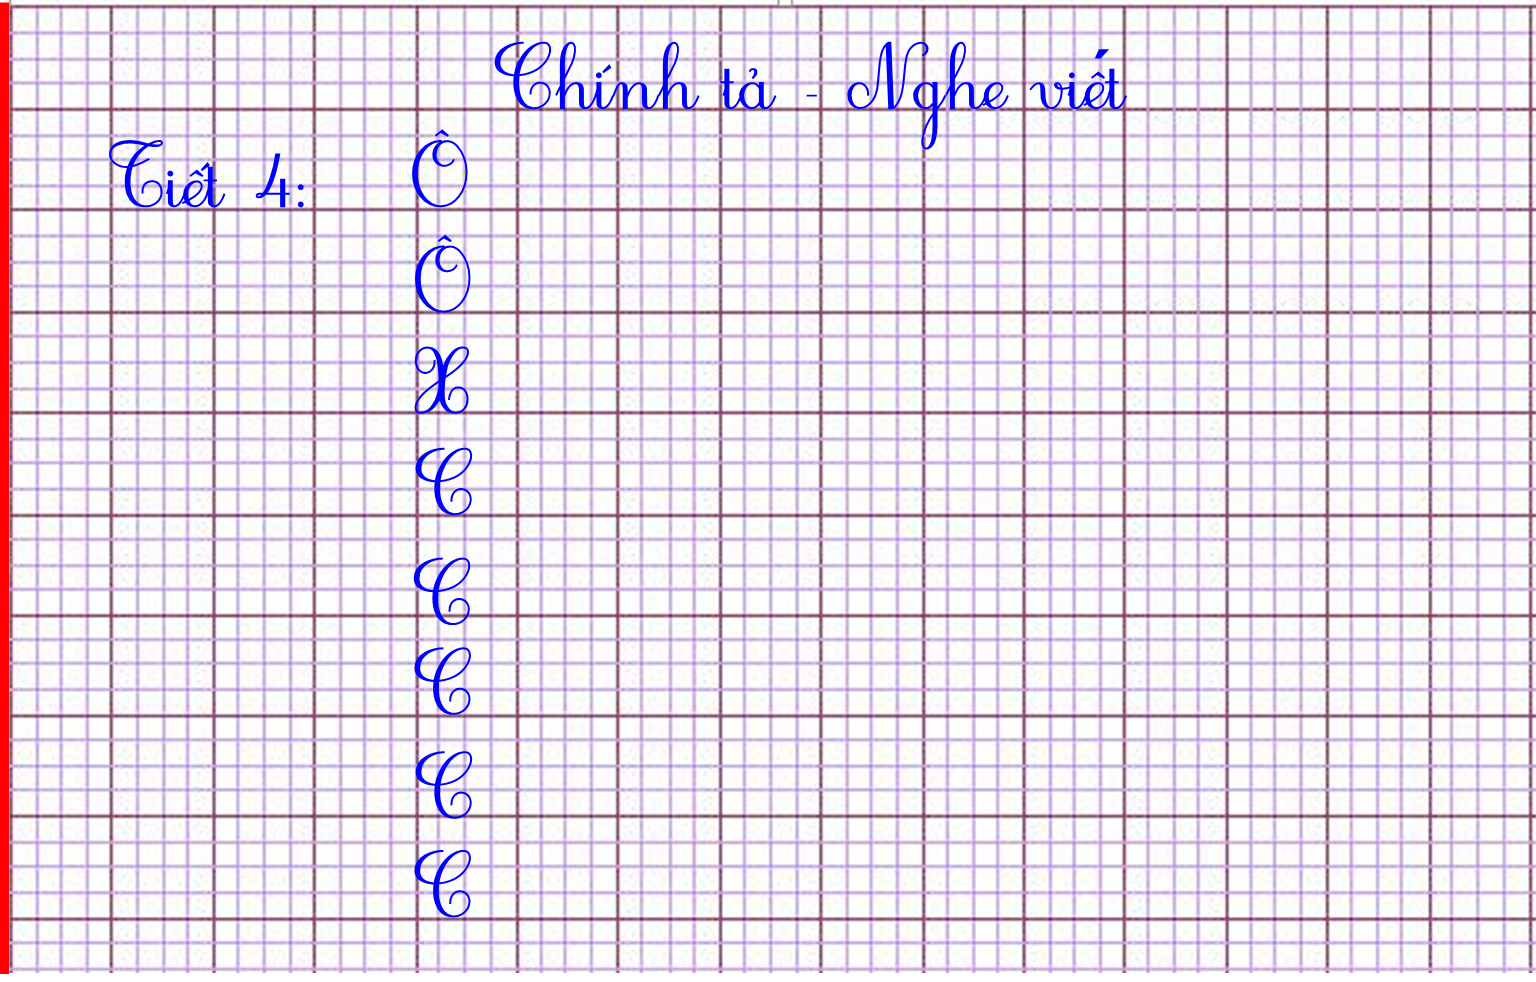 Chính tả - Nghe viết
Tiết 4: Ô
Ô
X
C
C
C
C
C